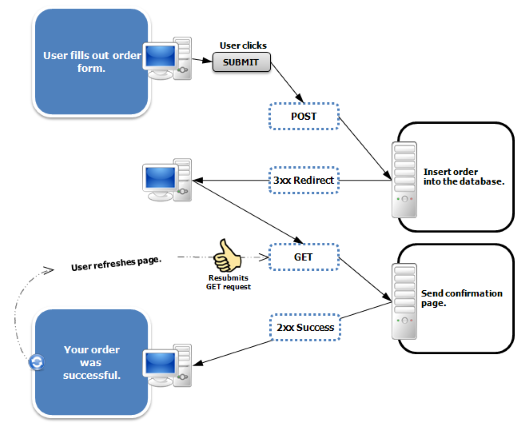 User fills out order
form.
User clicks
SUBMIT
POST
Insert order
into the database.
3xx Redirect
User refreshes page.
Resubmits
GET request
GET
Send confirmation
page.
2xx Success
Your order
was
successful.